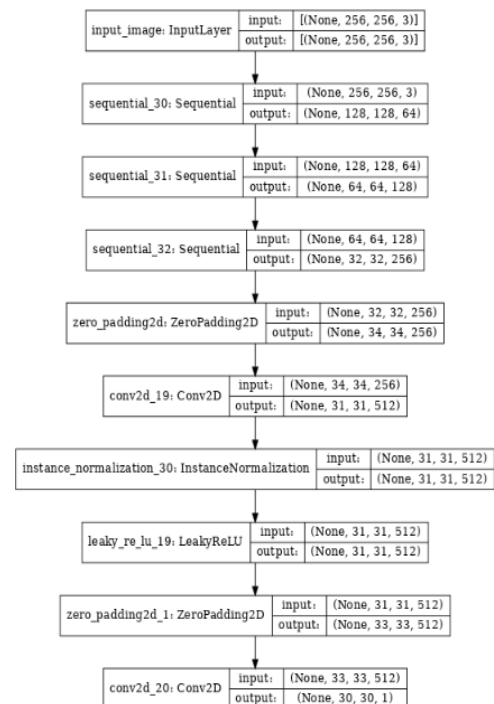 input_image: InputLayer
input: [(None, 256, 256, 3)]
output: [(None, 256, 256, 3)]
sequential_30: Sequential
input: (None, 256, 256, 3)
output: (None, 128, 128, 64)
sequential_31: Sequential
input: (None, 128, 128, 64)
output: (None, 64, 64, 128)
sequential_32: Sequential
input: (None, 64, 64, 128)
output: (None, 32, 32, 256)
zero_padding2d: ZeroPadding2D
input: (None, 32, 32, 256)
output: (None, 34, 34, 256)
conv2d_19: Conv2D
input: (None, 34, 34, 256)
output: (None, 31, 31, 512)
instance_normalization_30: InstanceNormalization
input: (None, 31, 31, 512)
output: (None, 31, 31, 512)
leaky_re_lu_19: LeakyReLU
input: (None, 31, 31, 512)
output: (None, 31, 31, 512)
zero_padding2d_1: ZeroPadding2D
input: (None, 31, 31, 512)
output: (None, 33, 33, 512)
conv2d_20: Conv2D
input: (None, 33, 33, 512)
output: (None, 30, 30, 1)